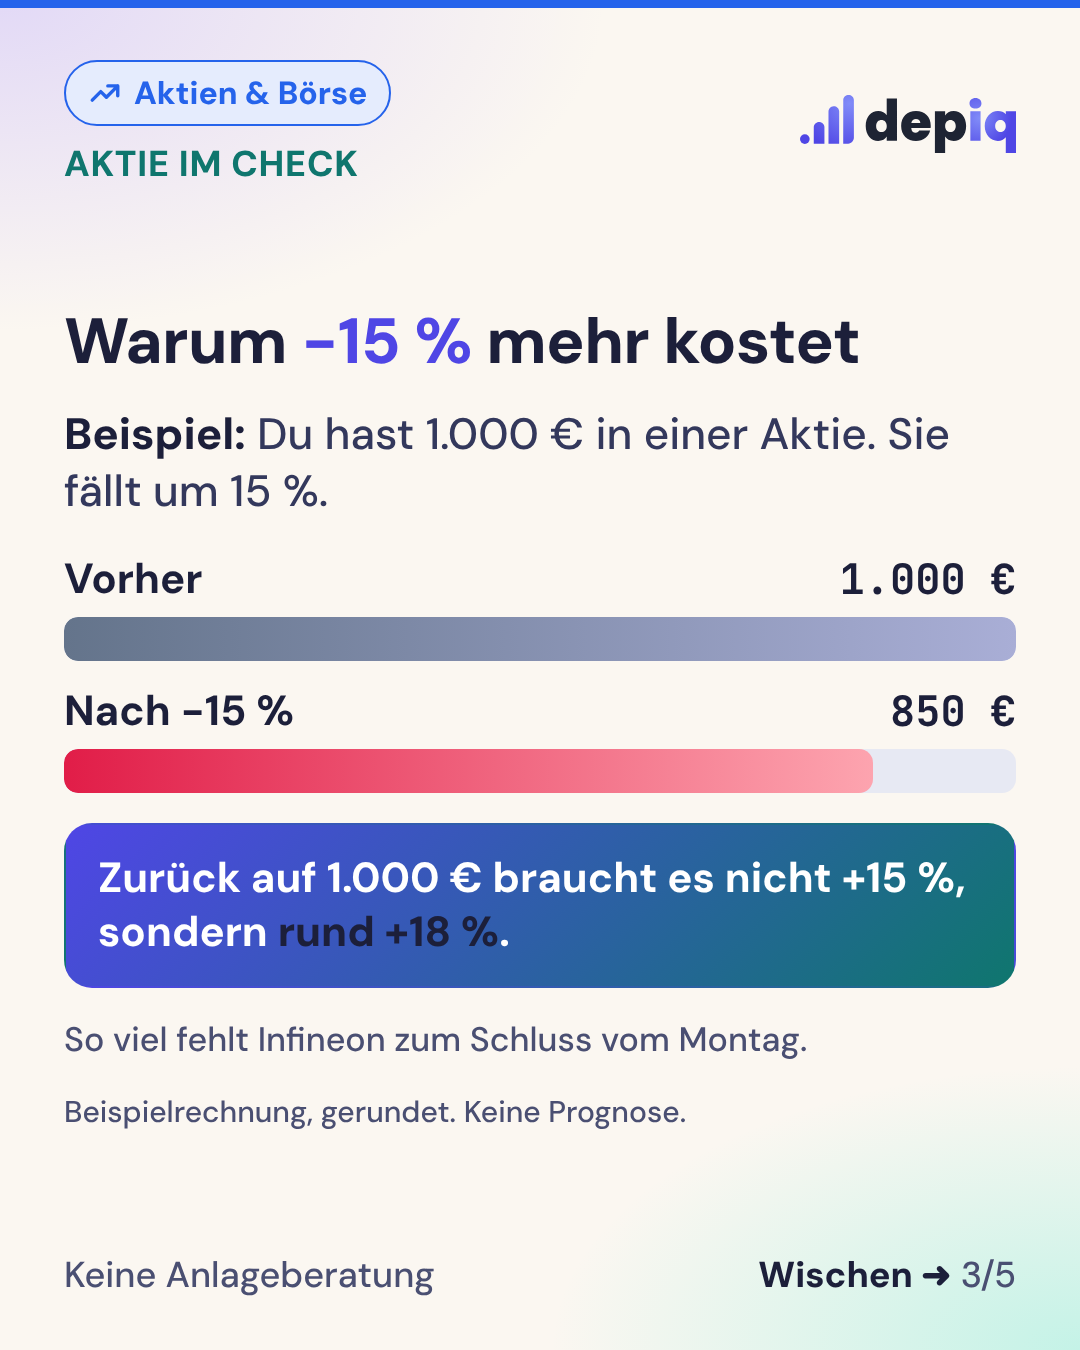 Aktien & Börse
AKTIE IM CHECK
depiq
Warum -15 % mehr kostet
Beispiel: Du hast 1.000 € in einer Aktie. Sie
fällt um 15 %.
Vorher 1.000 €
Nach -15 % 850 €
Zurück auf 1.000 € braucht es nicht +15 %,
sondern rund +18 %.
So viel fehlt Infineon zum Schluss vom Montag.
Beispielrechnung, gerundet. Keine Prognose.
Keine Anlageberatung
Wischen ➜ 3/5